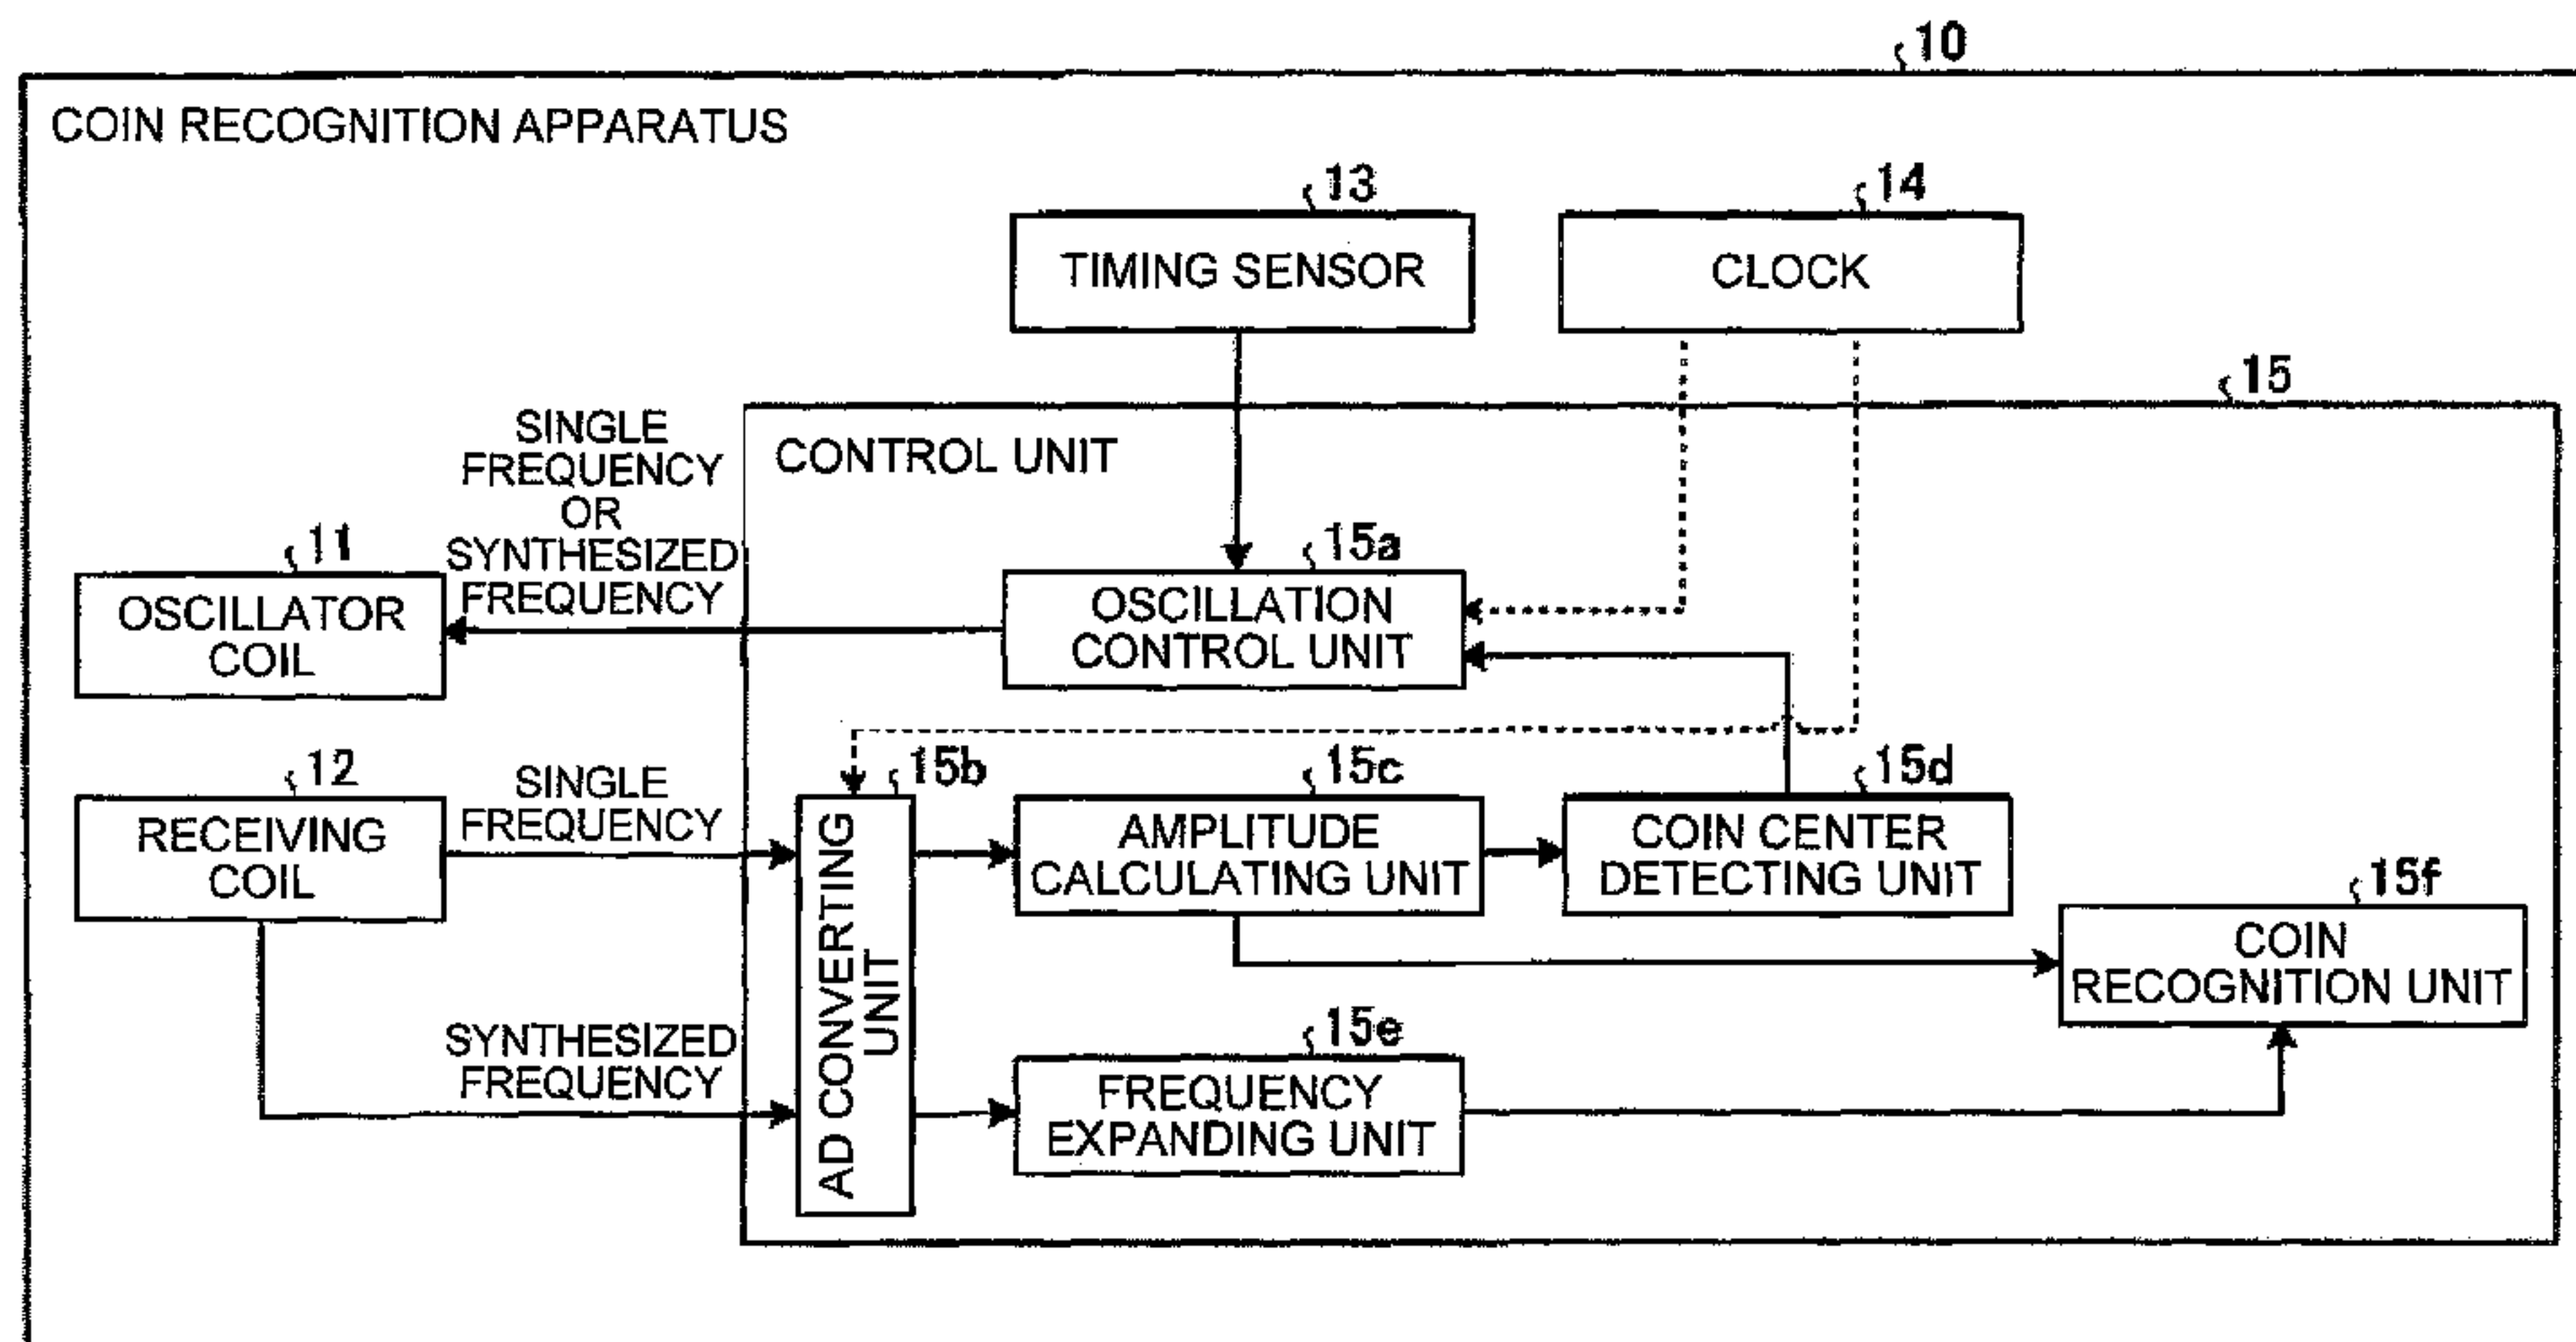 10
COIN RECOGNITION APPARATUS
13
TIMING SENSOR
14
CLOCK
15
CONTROL UNIT
SINGLE
FREQUENCY
OR
SYNTHESIZED
FREQUENCY
11
OSCILLATOR
COIL
15a
OSCILLATION
CONTROL UNIT
12
RECEIVING
COIL
SINGLE
FREQUENCY
15b
AD CONVERTING
UNIT
15c
AMPLITUDE
CALCULATING UNIT
15d
COIN CENTER
DETECTING UNIT
15f
COIN
RECOGNITION UNIT
SYNTHESIZED
FREQUENCY
15e
FREQUENCY
EXPANDING UNIT